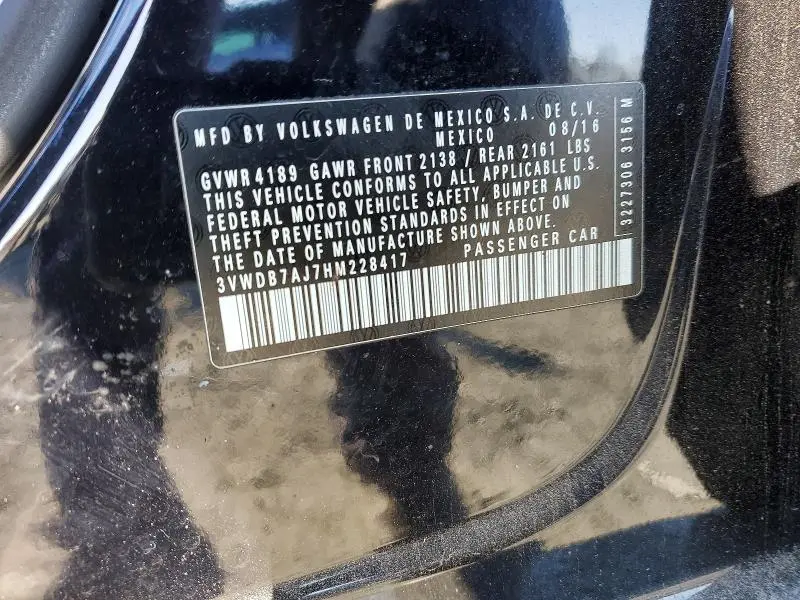 MFD BY VOLKSWAGEN DE MEXICO S.A. DE C.V.
MEXICO 08/16
GVWR 4189 GAWR FRONT 2138 / REAR 2161 LBS
THIS VEHICLE CONFORMS TO ALL APPLICABLE U.S.
FEDERAL MOTOR VEHICLE SAFETY, BUMPER AND
THEFT PREVENTION STANDARDS IN EFFECT ON
THE DATE OF MANUFACTURE SHOWN ABOVE.
3VWDB7AJ7HM228417 PASSENGER CAR
3227306 3156 M